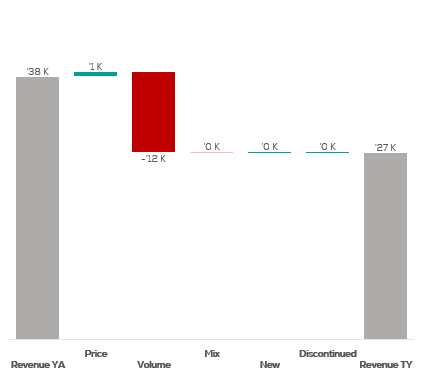 '38 K
'1 K
-'12 K
'0 K
'0 K
'0 K
'27 K
Price
Mix
Discontinued
Revenue YA
Volume
New
Revenue TY